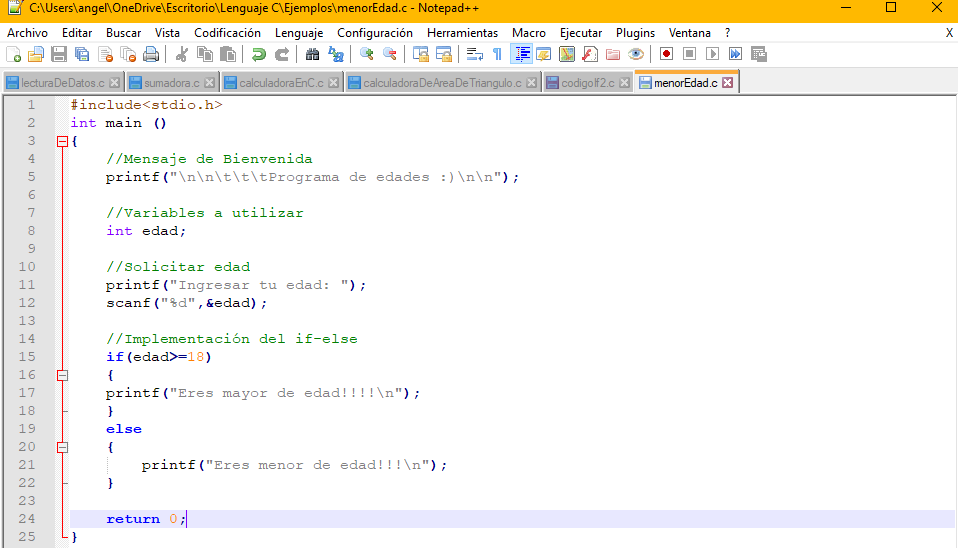 C:\Users\angel\OneDrive\Escritorio\Lenguaje C\Ejemplos\menorEdad.c - Notepad++
Archivo Editar Buscar Vista Codificación Lenguaje Configuración Herramientas Macro Ejecutar Plugins Ventana ? X
lecturaDeDatos.c sumadora.c calculadoraEnC.c calculadoraDeAreaDeTriangulo.c codigoff2.c menorEdad.c
1 #include<stdio.h>
2 int main ()
3 {
4     //Mensaje de Bienvenida
5     printf("\n\n\t\t\tPrograma de edades :)\n\n");
6
7     //Variables a utilizar
8     int edad;
9
10     //Solicitar edad
11     printf("Ingresar tu edad: ");
12     scanf("%d",&edad);
13
14     //Implementación del if-else
15     if(edad>=18)
16     {
17     printf("Eres mayor de edad!!!!\n");
18     }
19     else
20     {
21         printf("Eres menor de edad!!!\n");
22     }
23
24     return 0;
25 }